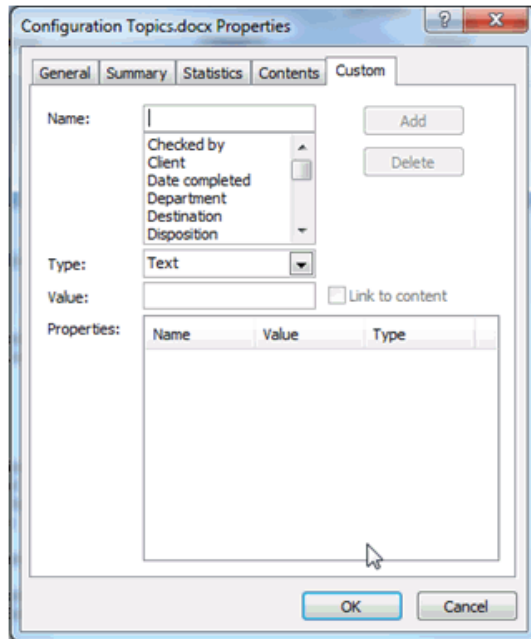 Configuration Topics.docx Properties
General Summary Statistics Contents Custom
Name:
Add
Checked by
Client
Delete
Date completed
Department
Destination
Disposition
Type: Text
Value: Link to content
Properties: Name Value Type
OK Cancel